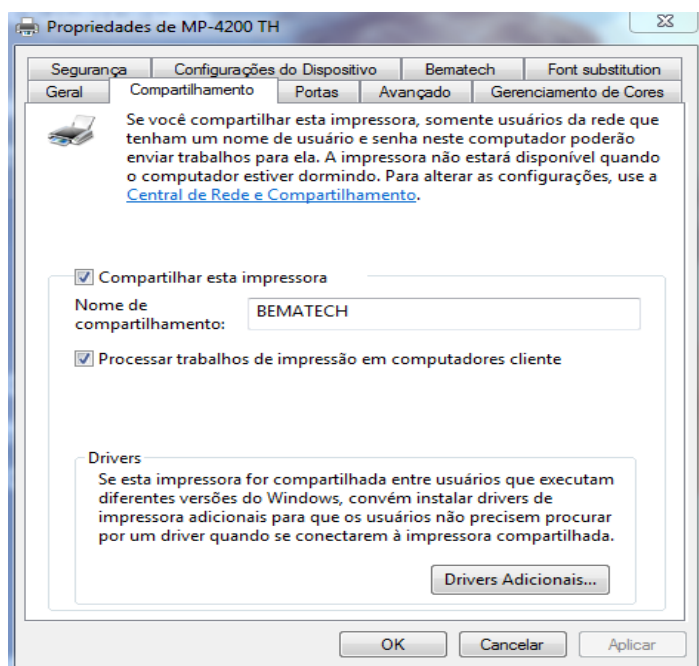 Propriedades de MP-4200 TH
Segurança
Configurações do Dispositivo
Bematech
Font substitution
Geral
Compartilhamento
Portas
Avançado
Gerenciamento de Cores
Se você compartilhar esta impressora, somente usuários da rede que
tenham um nome de usuário e senha neste computador poderão
enviar trabalhos para ela. A impressora não estará disponível quando
o computador estiver dormindo. Para alterar as configurações, use a
Central de Rede e Compartilhamento.
Compartilhar esta impressora
Nome de
compartilhamento:
BEMATECH
Processar trabalhos de impressão em computadores cliente
Drivers
Se esta impressora for compartilhada entre usuários que executam
diferentes versões do Windows, convém instalar drivers de
impressora adicionais para que os usuários não precisem procurar
por um driver quando se conectarem à impressora compartilhada.
Drivers Adicionais...
OK
Cancelar
Aplicar